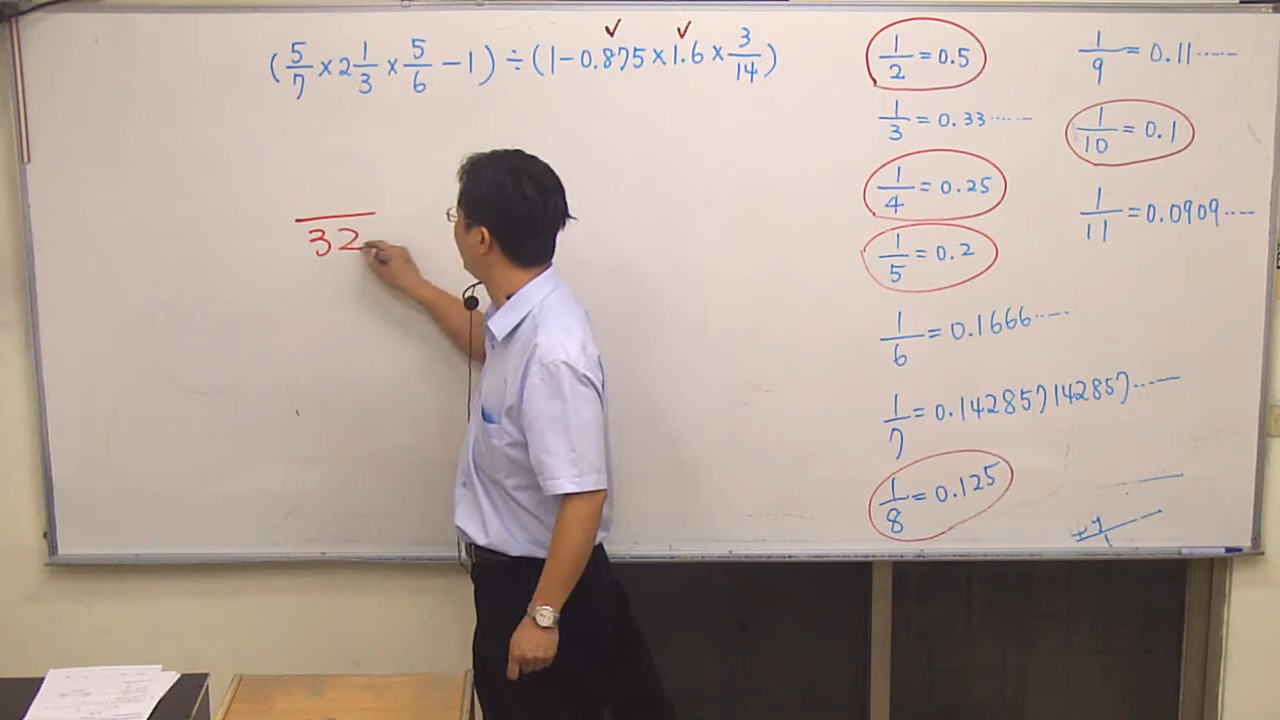 (5/7 × 2 1/3 × 5/6 − 1) ÷ (1 − 0.875 × 1.6 × 3/14)
32
1/2 = 0.5
1/3 = 0.33······
1/4 = 0.25
1/5 = 0.2
1/6 = 0.1666······
1/7 = 0.142857142857······
1/8 = 0.125
1/9 = 0.11······
1/10 = 0.1
1/11 = 0.0909······